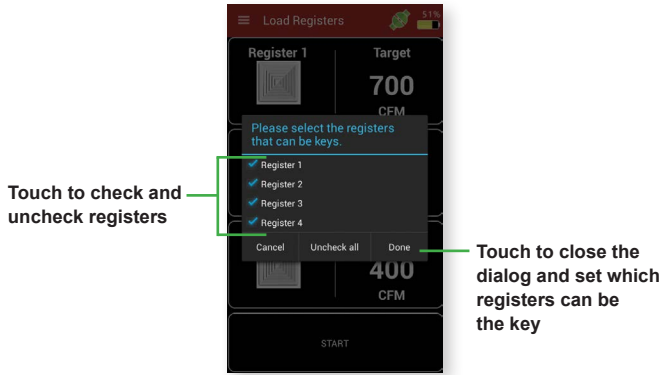 Load Registers
51%
Register 1
Target
700
CFM
Please select the registers
that can be keys.
Register 1
Register 2
Register 3
Register 4
Cancel
Uncheck all
Done
400
CFM
START
Touch to check and
uncheck registers
Touch to close the
dialog and set which
registers can be
the key